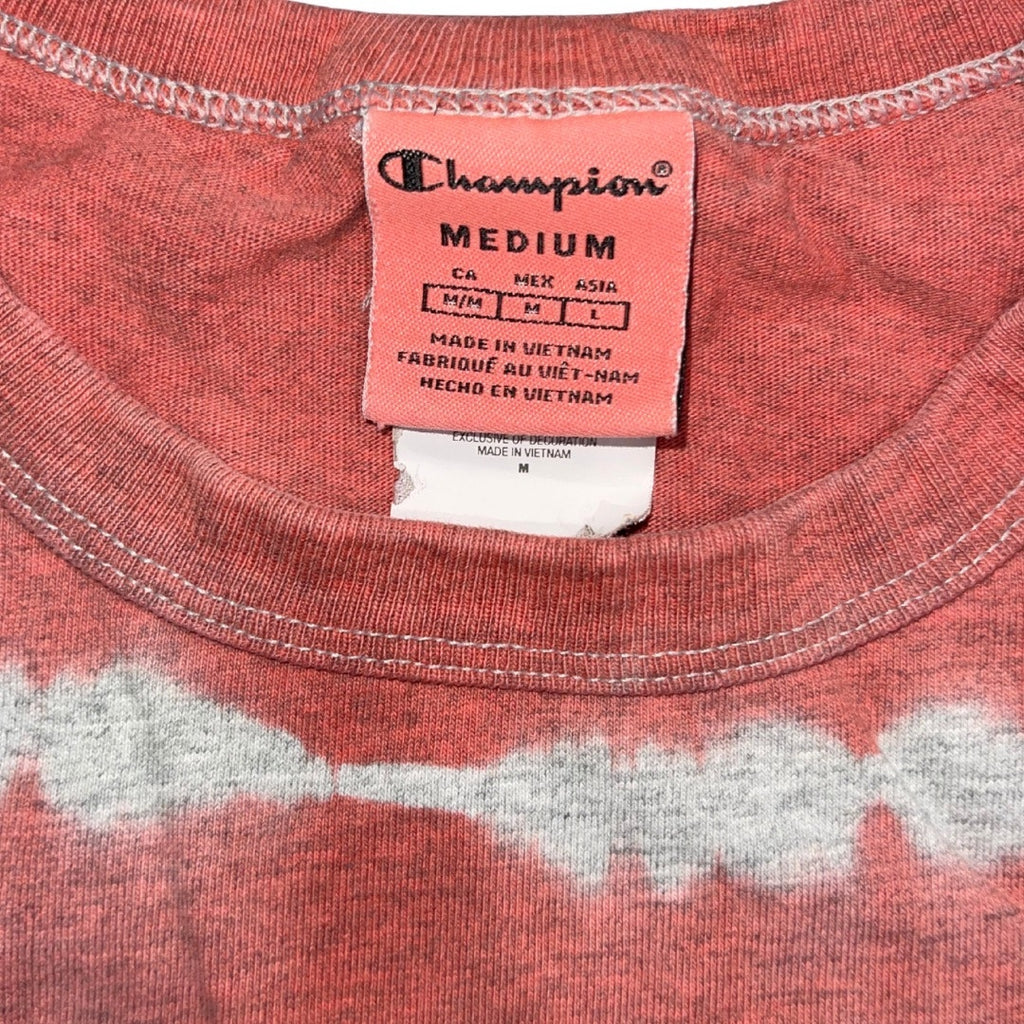 Champion®
MEDIUM
CA MEX ASIA
M/M M L
MADE IN VIETNAM
FABRIQUÉ AU VIÊT-NAM
HECHO EN VIETNAM
EXCLUSIVE OF DECORATION
MADE IN VIETNAM
M